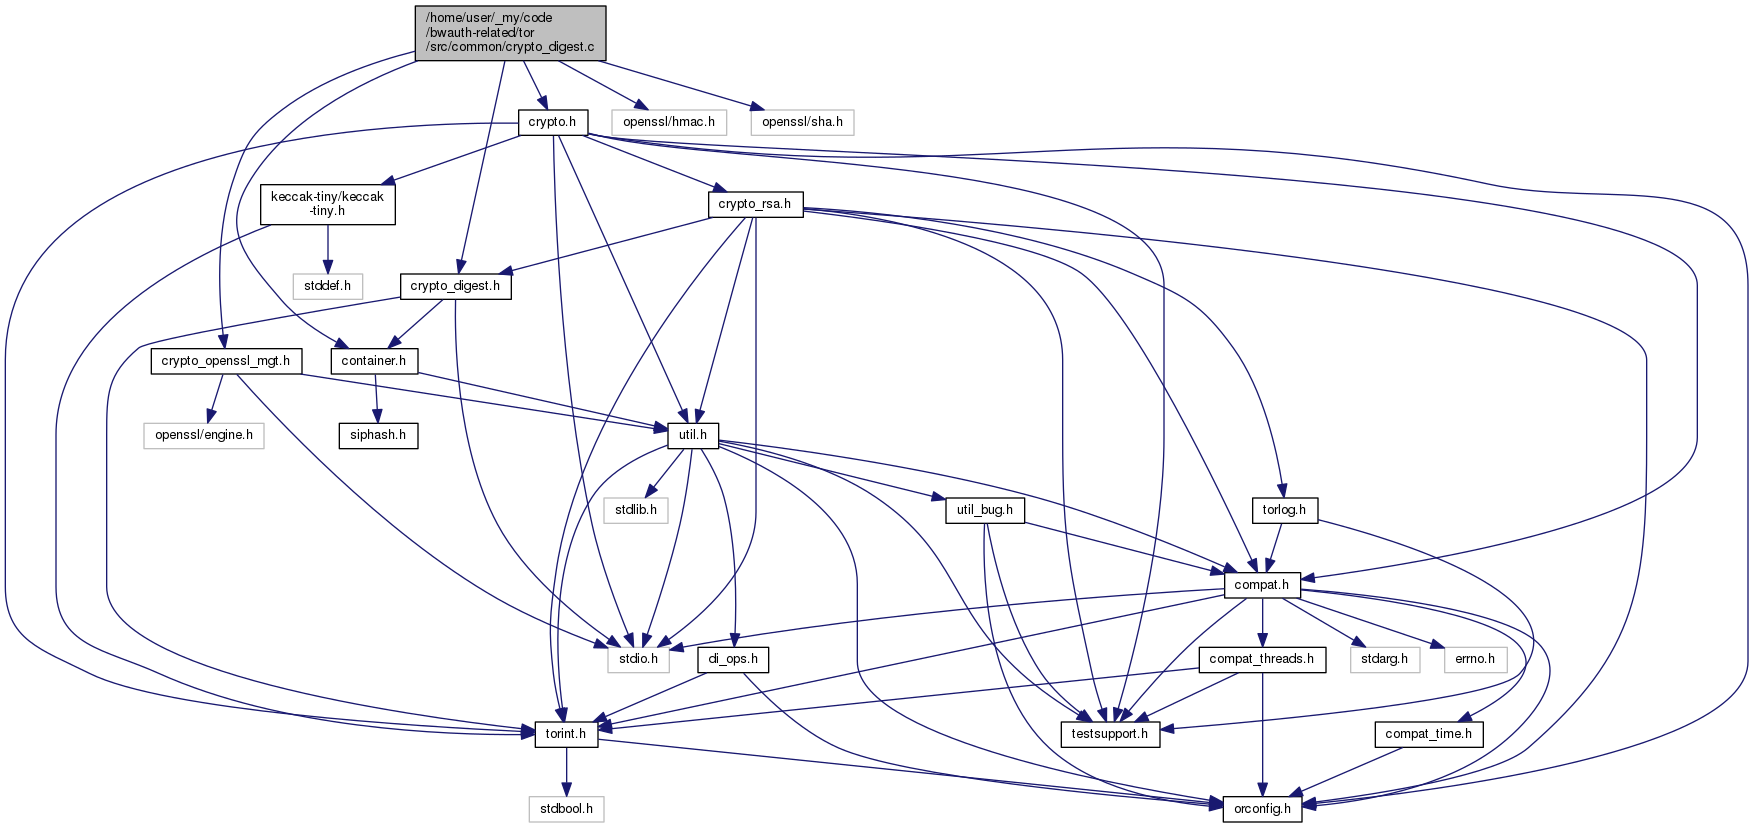 /home/user/_my/code
/bwauth-related/tor
/src/common/crypto_digest.c
crypto.h
openssl/hmac.h
openssl/sha.h
keccak-tiny/keccak
-tiny.h
crypto_rsa.h
stddef.h
crypto_digest.h
crypto_openssl_mgt.h
container.h
openssl/engine.h
siphash.h
util.h
stdlib.h
util_bug.h
torlog.h
compat.h
stdio.h
di_ops.h
compat_threads.h
stdarg.h
errno.h
torint.h
testsupport.h
compat_time.h
stdbool.h
orconfig.h